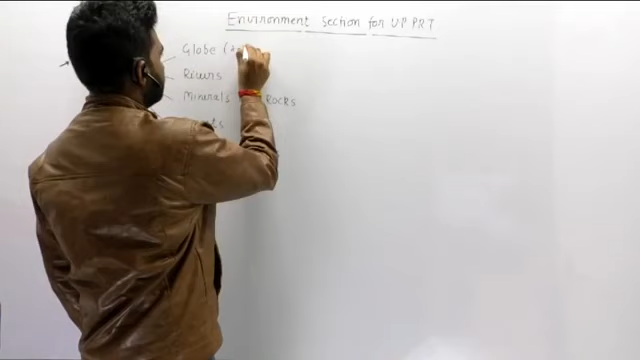 Environment Section for UP PRT
Globe (
Rivers
Minerals
Rocks